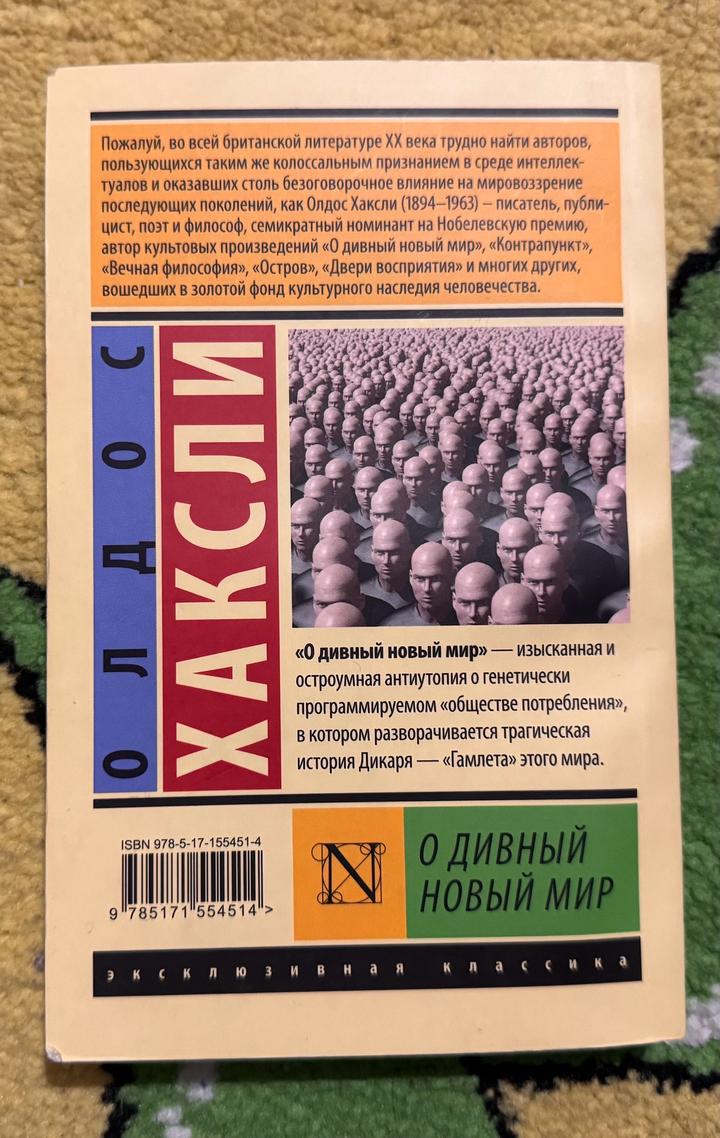 Пожалуй, во всей британской литературе XX века трудно найти авторов,
пользующихся таким же колоссальным признанием в среде интеллек-
туалов и оказавших столь безоговорочное влияние на мировоззрение
последующих поколений, как Олдос Хаксли (1894–1963) – писатель, публи-
цист, поэт и философ, семикратный номинант на Нобелевскую премию,
автор культовых произведений «О дивный новый мир», «Контрапункт»,
«Вечная философия», «Остров», «Двери восприятия» и многих других,
вошедших в золотой фонд культурного наследия человечества.
ОЛДОС
ХАКСЛИ
«О дивный новый мир» — изысканная и
остроумная антиутопия о генетически
программируемом «обществе потребления»,
в котором разворачивается трагическая
история Дикаря — «Гамлета» этого мира.
ISBN 978-5-17-155451-4
9 785171 554514 >
N
О ДИВНЫЙ
НОВЫЙ МИР
эксклюзивная классика